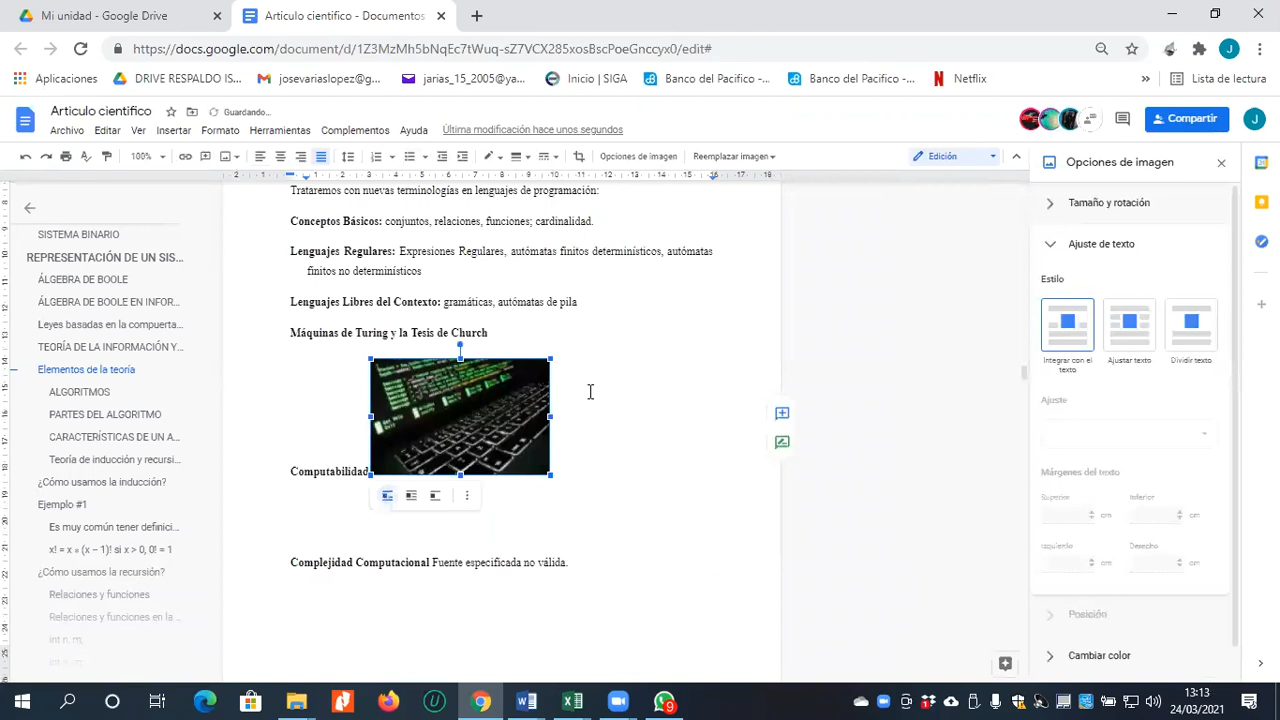 Mi unidad - Google Drive
Articulo cientifico - Documentos
https://docs.google.com/document/d/1Z3MzMh5bNqEc7tWuq-sZ7VCX285xosBscPoeGnccyx0/edit#
Aplicaciones
DRIVE RESPALDO IS...
josevariaslopez@g...
jarias_15_2005@ya...
Inicio | SIGA
Banco del Pacifico -...
Banco del Pacifico -...
Netflix
Lista de lectura
Articulo cientifico
Guardando...
Archivo Editar Ver Insertar Formato Herramientas Complementos Ayuda
Última modificación hace unos segundos
Compartir
J
100%
Opciones de imagen
Reemplazar imagen
Edición
Opciones de imagen
SISTEMA BINARIO
REPRESENTACIÓN DE UN SIS...
ÁLGEBRA DE BOOLE
ÁLGEBRA DE BOOLE EN INFOR...
Leyes basadas en la compuerta...
TEORÍA DE LA INFORMACIÓN Y...
Elementos de la teoría
ALGORITMOS
PARTES DEL ALGORITMO
CARACTERÍSTICAS DE UN A...
Teoría de inducción y recursi...
¿Cómo usamos la inducción?
Ejemplo #1
Es muy común tener definici...
x! = x ∗ (x − 1)! si x > 0, 0! = 1
¿Cómo usamos la recursión?
Relaciones y funciones
Relaciones y funciones en la ...
int n, m,
int n, m,
Trataremos con nuevas terminologías en lenguajes de programación:
Conceptos Básicos: conjuntos, relaciones, funciones; cardinalidad.
Lenguajes Regulares: Expresiones Regulares, autómatas finitos determinísticos, autómatas
finitos no determinísticos
Lenguajes Libres del Contexto: gramáticas, autómatas de pila
Máquinas de Turing y la Tesis de Church
Computabilidad
Complejidad Computacional Fuente especificada no válida.
Tamaño y rotación
Ajuste de texto
Estilo
Integrar con el texto
Ajustar texto
Dividir texto
Ajuste
Márgenes del texto
Superior
Inferior
cm
cm
Izquierdo
Derecho
cm
cm
Posición
Cambiar color
9
13:13
24/03/2021